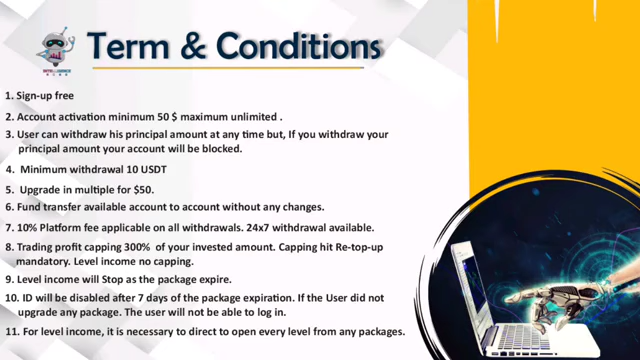 Term & Conditions
1. Sign-up free
2. Account activation minimum 50 $ maximum unlimited .
3. User can withdraw his principal amount at any time but, If you withdraw your
principal amount your account will be blocked.
4. Minimum withdrawal 10 USDT
5. Upgrade in multiple for $50.
6. Fund transfer available account to account without any changes.
7. 10% Platform fee applicable on all withdrawals. 24x7 withdrawal available.
8. Trading profit capping 300% of your invested amount. Capping hit Re-top-up
mandatory. Level income no capping.
9. Level income will Stop as the package expire.
10. ID will be disabled after 7 days of the package expiration. If the User did not
upgrade any package. The user will not be able to log in.
11. For level income, it is necessary to direct to open every level from any packages.